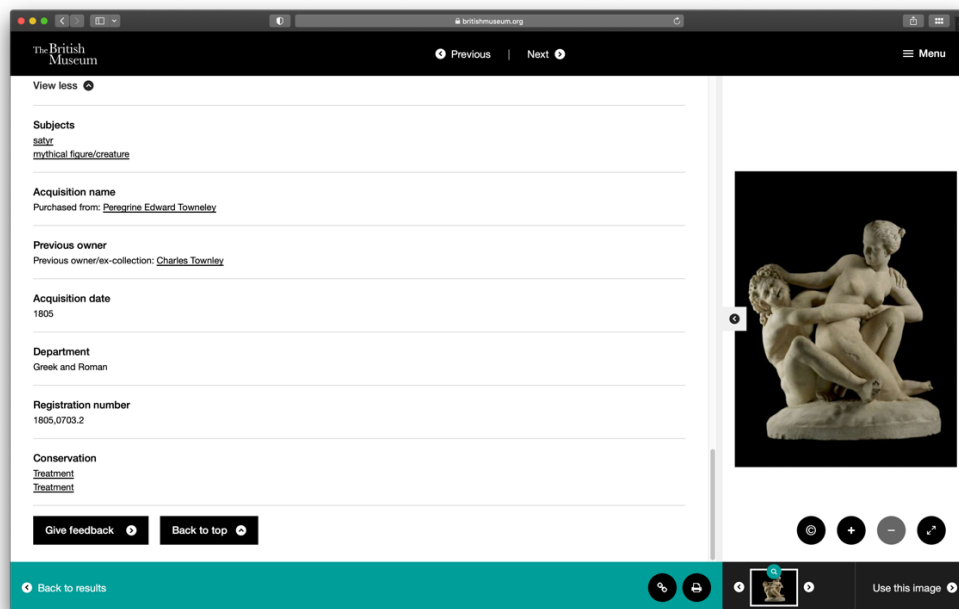 britishmuseum.org
The British
Museum
Previous | Next
Menu
View less
Subjects
satyr
mythical figure/creature
Acquisition name
Purchased from: Peregrine Edward Towneley
Previous owner
Previous owner/ex-collection: Charles Townley
Acquisition date
1805
Department
Greek and Roman
Registration number
1805,0703.2
Conservation
Treatment
Treatment
Give feedback
Back to top
Back to results
Use this image